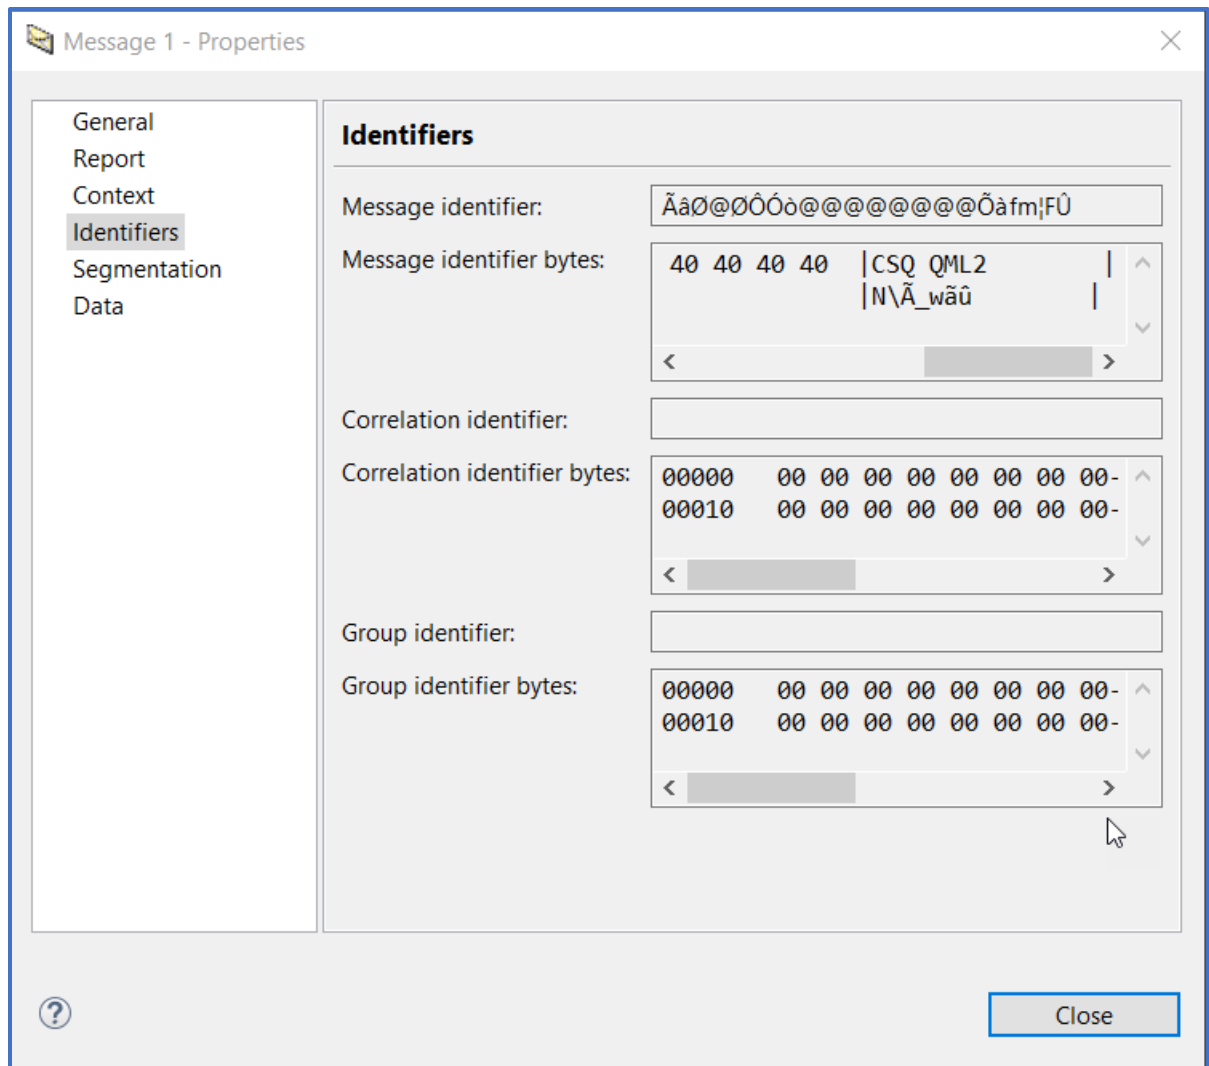 Message 1 - Properties
General
Report
Context
Identifiers
Segmentation
Data
Identifiers
Message identifier:
ÃâØ@ØÔÓò@@@@@@@@Õàfm¦FÛ
Message identifier bytes:
40 40 40 40 |CSQ QML2 |
|N\Ã_wãû |
Correlation identifier:
Correlation identifier bytes:
00000 00 00 00 00 00 00 00 00-
00010 00 00 00 00 00 00 00 00-
Group identifier:
Group identifier bytes:
00000 00 00 00 00 00 00 00 00-
00010 00 00 00 00 00 00 00 00-
Close